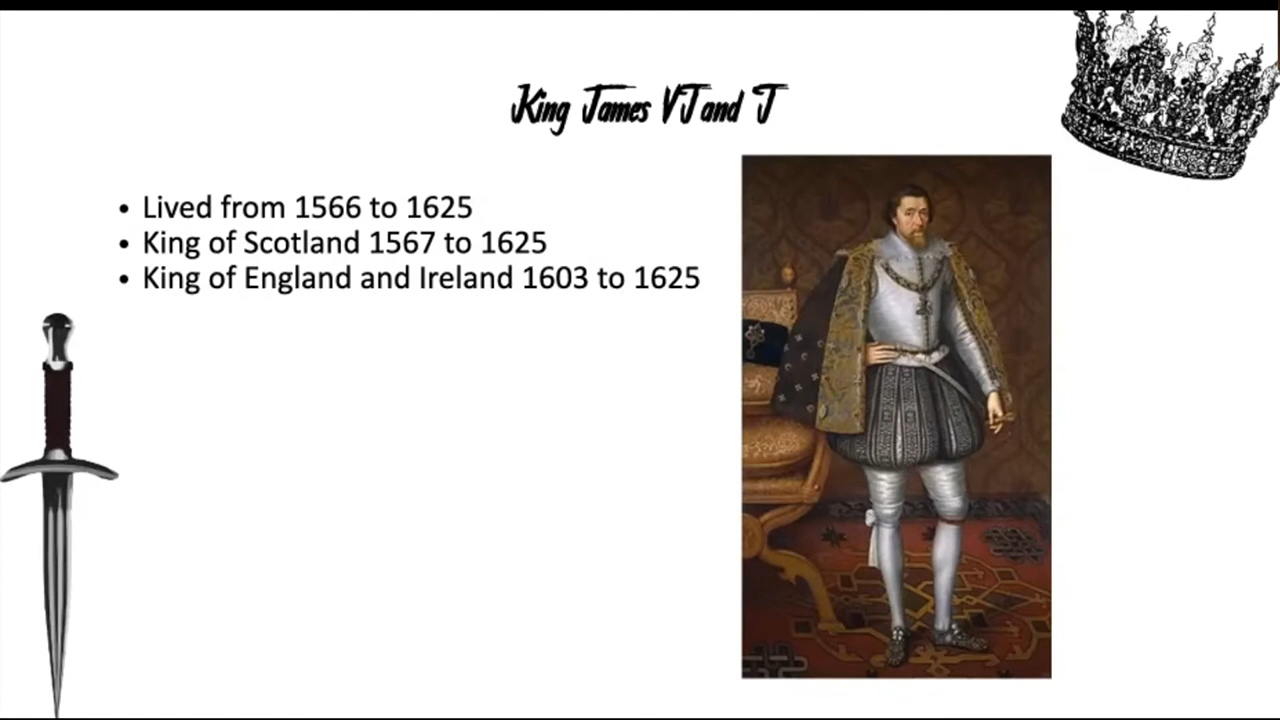 King James VI and I
• Lived from 1566 to 1625
• King of Scotland 1567 to 1625
• King of England and Ireland 1603 to 1625